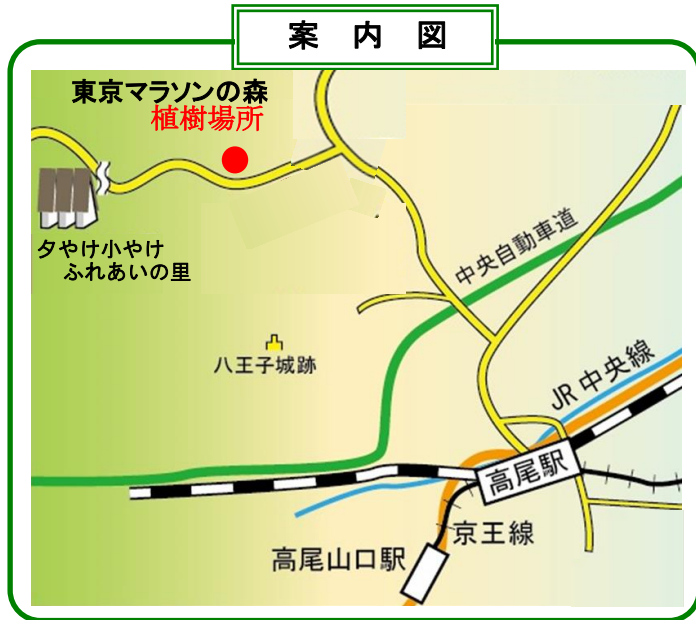 案 内 図
東京マラソンの森
植樹場所
夕やけ小やけ
ふれあいの里
中央自動車道
八王子城跡
JR 中央線
高尾駅
京王線
高尾山口駅